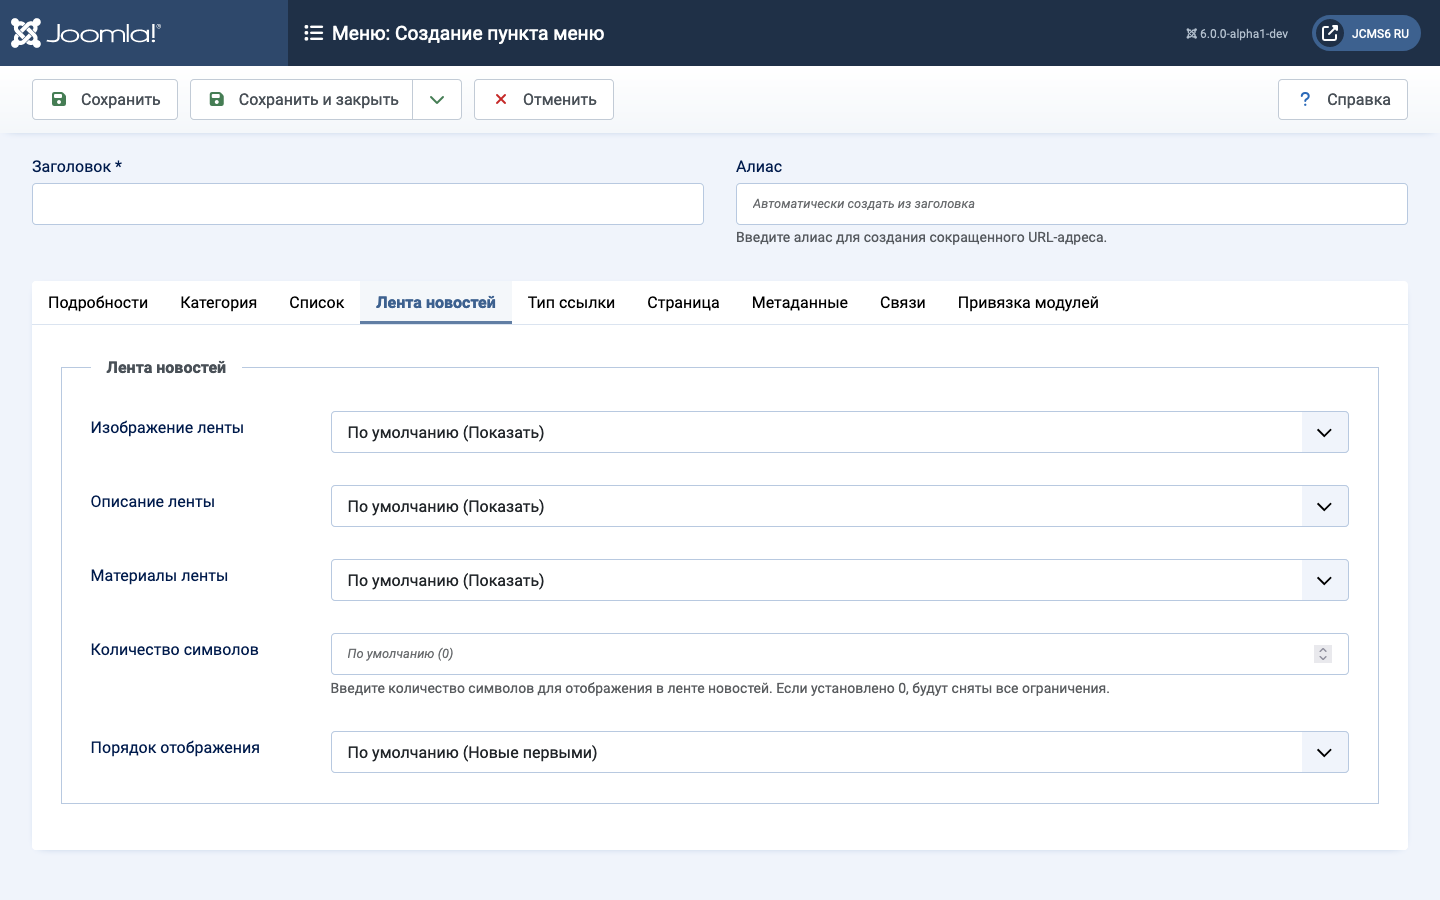 Joomla!®
Меню: Создание пункта меню
6.0.0-alpha1-dev
JCMS6 RU
Сохранить
Сохранить и закрыть
Отменить
? Справка
Заголовок *
Алиас
Автоматически создать из заголовка
Введите алиас для создания сокращенного URL-адреса.
Подробности Категория Список Лента новостей Тип ссылки Страница Метаданные Связи Привязка модулей
Лента новостей
Изображение ленты
По умолчанию (Показать)
Описание ленты
По умолчанию (Показать)
Материалы ленты
По умолчанию (Показать)
Количество символов
По умолчанию (0)
Введите количество символов для отображения в ленте новостей. Если установлено 0, будут сняты все ограничения.
Порядок отображения
По умолчанию (Новые первыми)